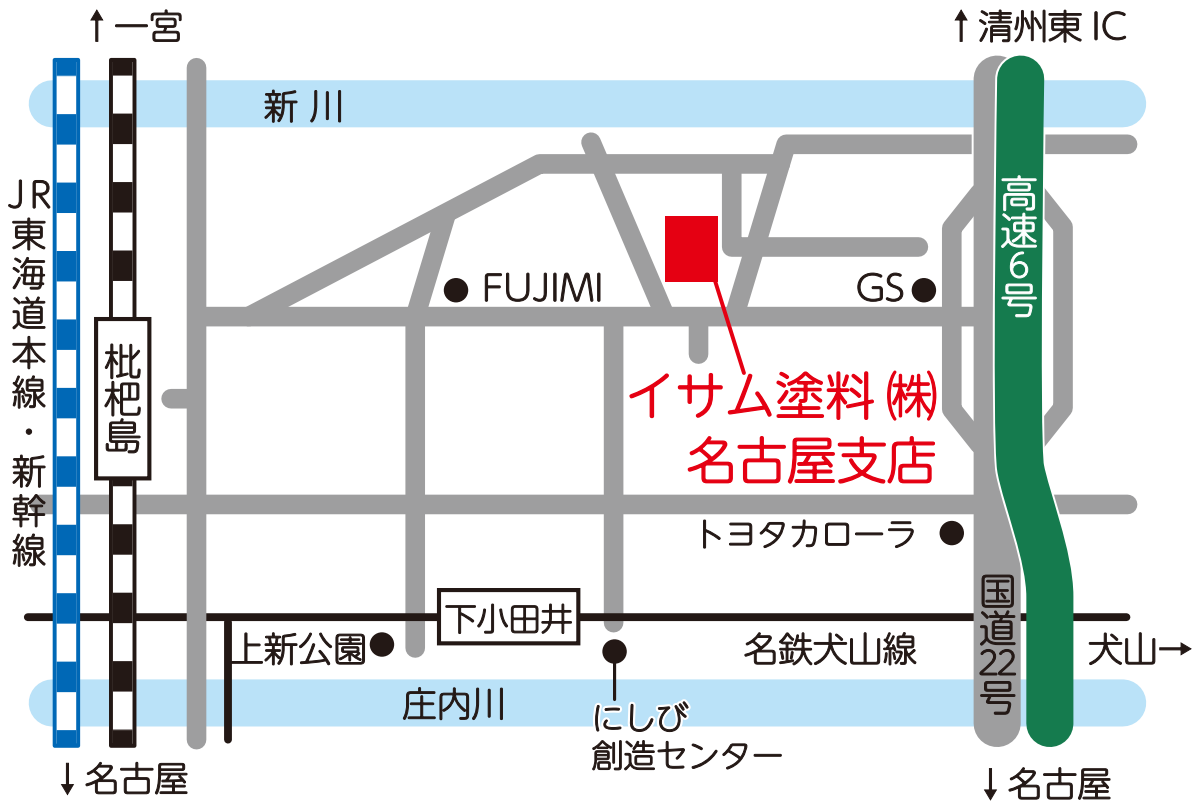 ↑一宮
↑清州東IC
新川
JR東海道本線・新幹線
高速6号
FUJIMI
GS
枇杷島
イサム塗料(株)
名古屋支店
トヨタカローラ
国道22号
下小田井
上新公園
名鉄犬山線
犬山→
庄内川
にしび
創造センター
↓名古屋
↓名古屋